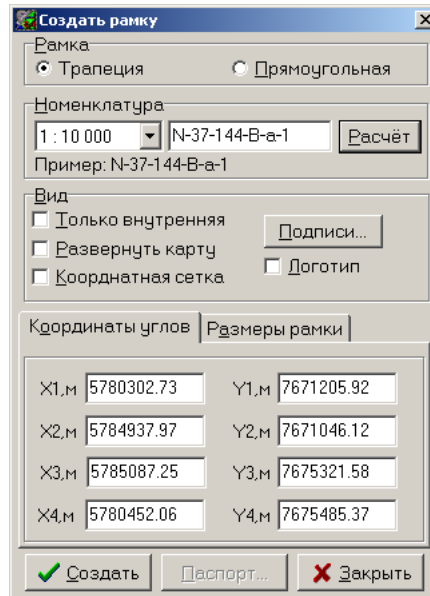 Создать рамку
Рамка
Трапеция Прямоугольная
Номенклатура
1 : 10 000 N-37-144-В-а-1 Расчёт
Пример: N-37-144-В-а-1
Вид
Только внутренняя
Подписи...
Развернуть карту
Логотип
Коорднатная сетка
Координаты углов Размеры рамки
X1,м 5780302.73 Y1,м 7671205.92
X2,м 5784937.97 Y2,м 7671046.12
X3,м 5785087.25 Y3,м 7675321.58
X4,м 5780452.06 Y4,м 7675485.37
Создать Паспорт... Закрыть